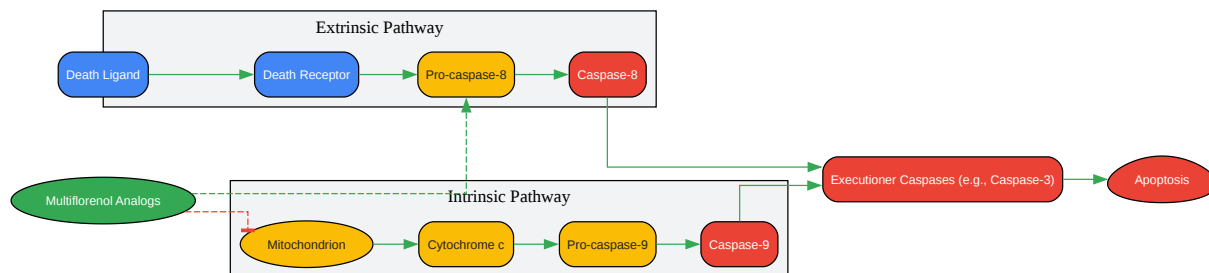 Extrinsic Pathway
Death Ligand
Death Receptor
Pro-caspase-8
Caspase-8
Executioner Caspases (e.g., Caspase-3)
Apoptosis
Multiflorenol Analogs
Intrinsic Pathway
Mitochondrion
Cytochrome c
Pro-caspase-9
Caspase-9